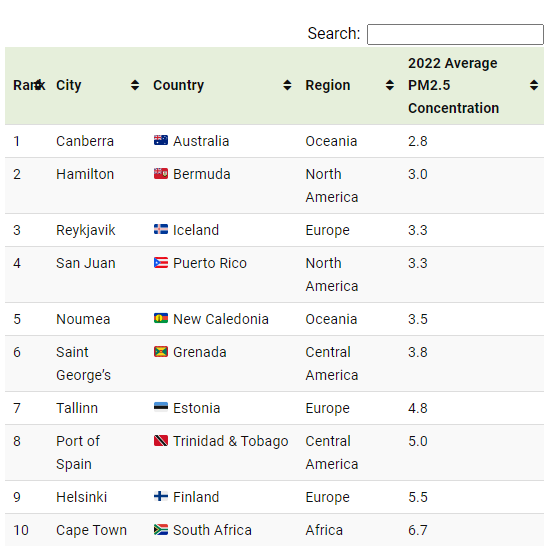 Search:
2022 Average
Rank City Country Region PM2.5
Concentration
1 Canberra Australia Oceania 2.8
2 Hamilton Bermuda North 3.0
America
3 Reykjavik Iceland Europe 3.3
4 San Juan Puerto Rico North 3.3
America
5 Noumea New Caledonia Oceania 3.5
6 Saint Grenada Central 3.8
George’s America
7 Tallinn Estonia Europe 4.8
8 Port of Trinidad & Tobago Central 5.0
Spain America
9 Helsinki Finland Europe 5.5
10 Cape Town South Africa Africa 6.7